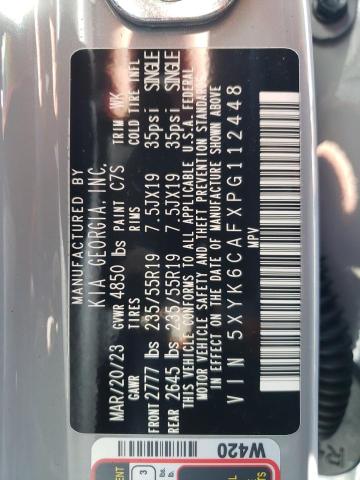 MANUFACTURED BY
KIA GEORGIA, INC.
MAR/20/23 GVWR 4850 lbs PAINT C7S TRIM WK
GAWR TIRES RIMS COLD TIRE INFL
FRONT 2777 lbs 235/55R19 7.5JX19 35psi SINGLE
REAR 2645 lbs 235/55R19 7.5JX19 35psi SINGLE
THIS VEHICLE CONFORMS TO ALL APPLICABLE U.S.A. FEDERAL
MOTOR VEHICLE SAFETY AND THEFT PREVENTION STANDARDS
IN EFFECT ON THE DATE OF MANUFACTURE SHOWN ABOVE
VIN 5XYK6CAFXPG112448
MPV
W420
3
lbs.